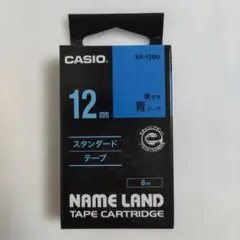 CASIO XR-12BU
12mm
黒文字
青テープ
スタンダード
テープ
8m
NAME LAND
TAPE CARTRIDGE